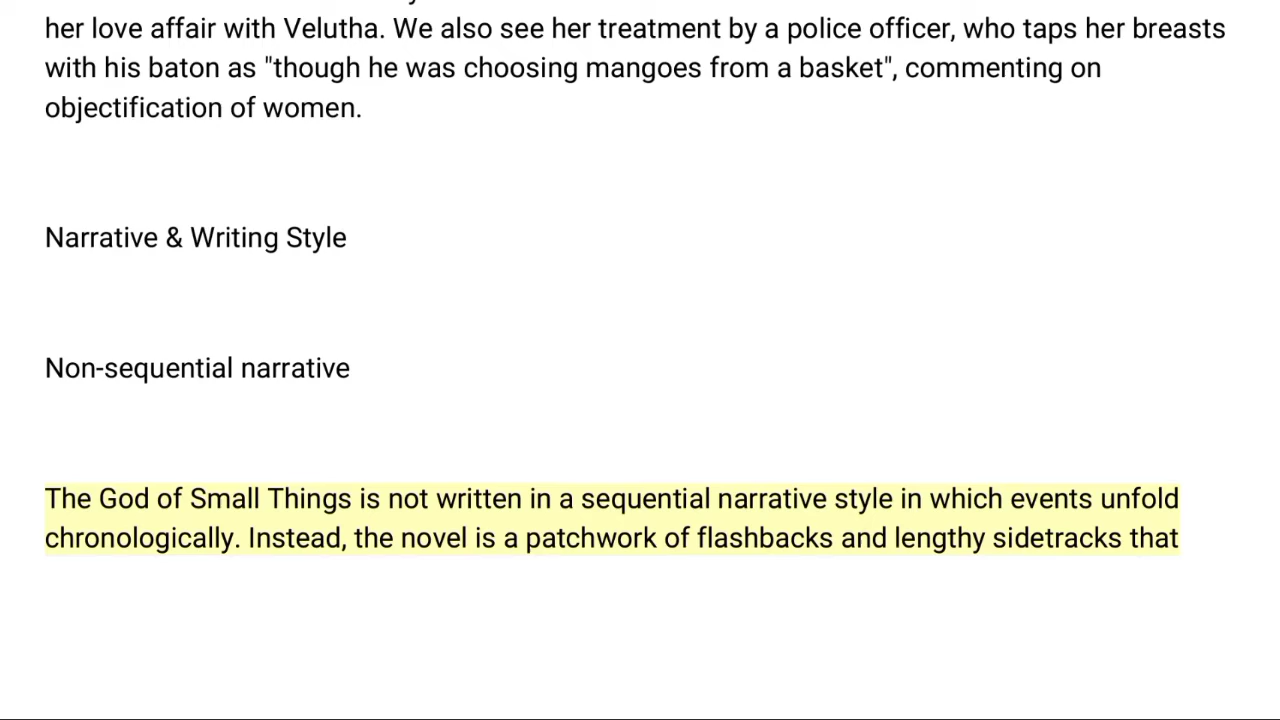 her love affair with Velutha. We also see her treatment by a police officer, who taps her breasts
with his baton as "though he was choosing mangoes from a basket", commenting on
objectification of women.
Narrative & Writing Style
Non-sequential narrative
The God of Small Things is not written in a sequential narrative style in which events unfold
chronologically. Instead, the novel is a patchwork of flashbacks and lengthy sidetracks that